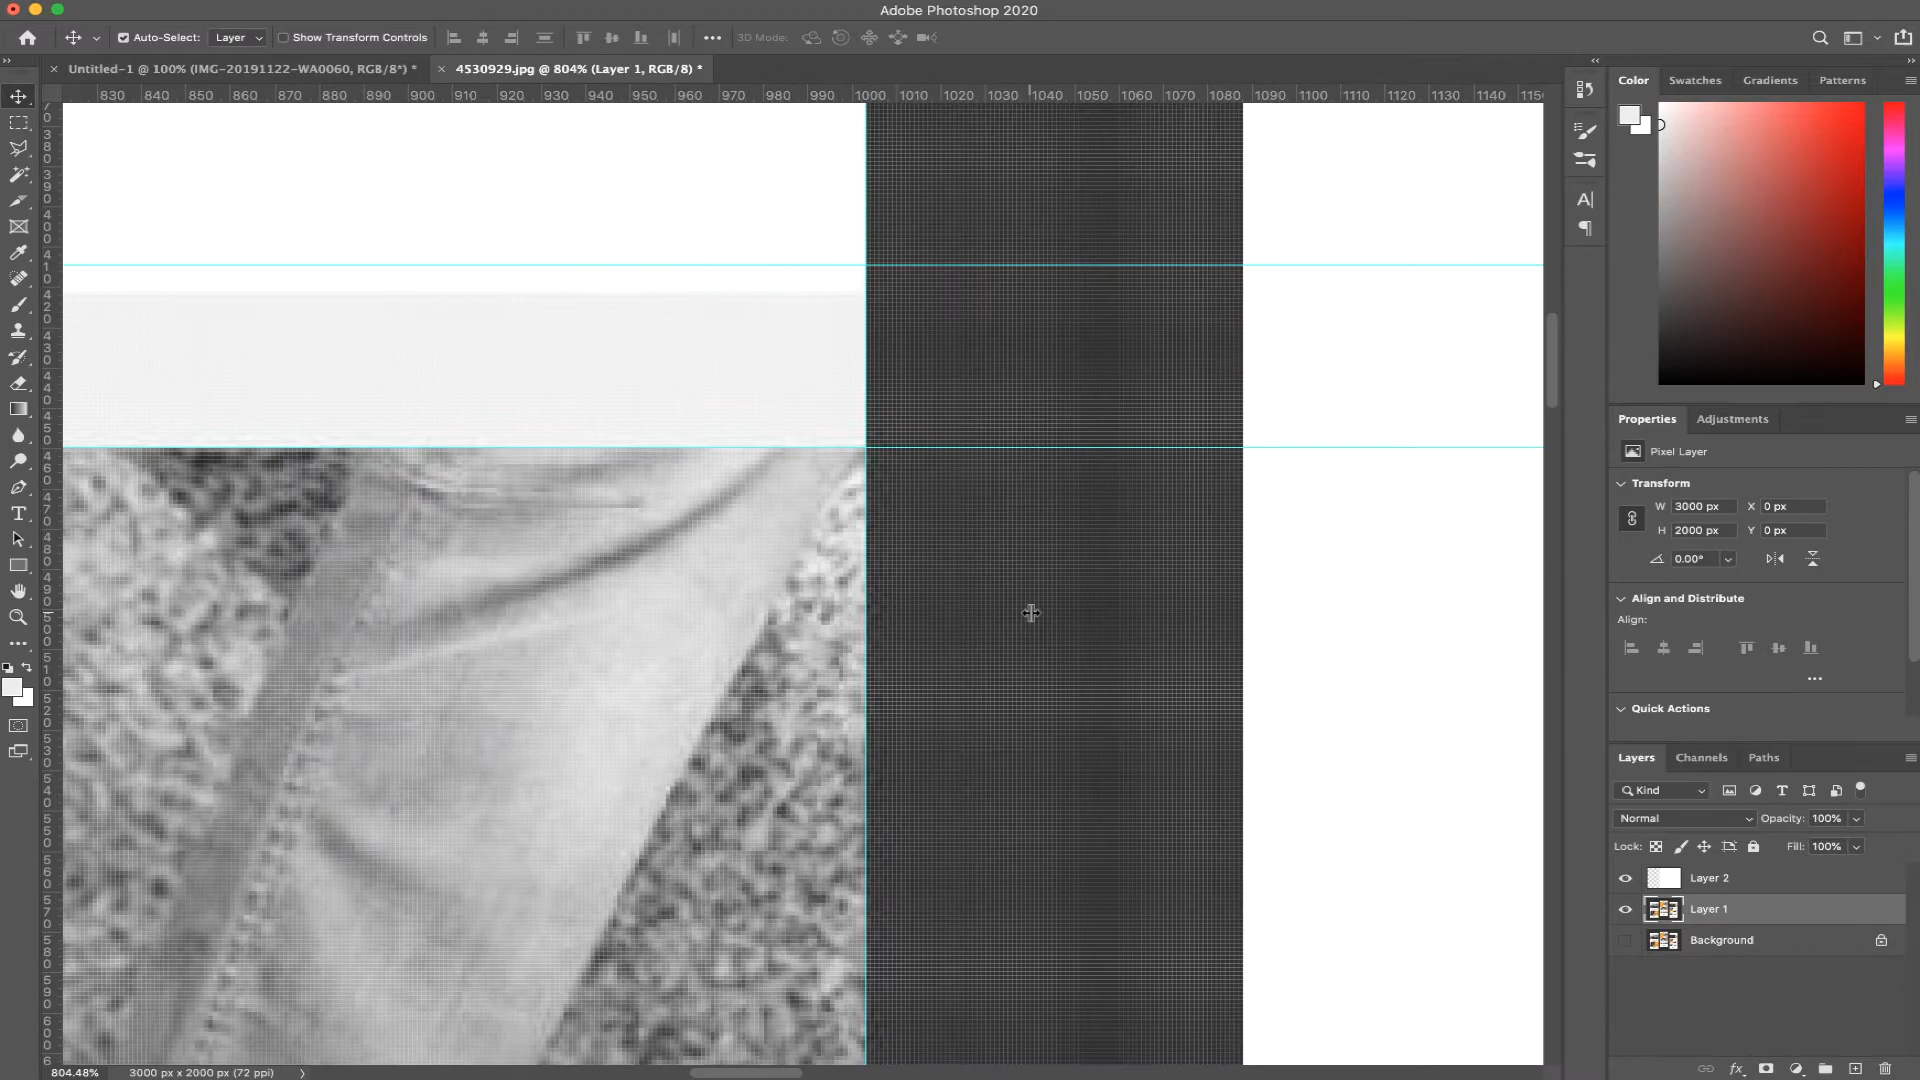 Adobe Photoshop 2020
Auto-Select: Layer Show Transform Controls 3D Mode:
Untitled-1 @ 100% (IMG-20191122-WA0060, RGB/8*) *
4530929.jpg @ 804% (Layer 1, RGB/8) *
830 840 850 860 870 880 890 900 910 920 930 940 950 960 970 980 990 1000 1010 1020 1030 1040 1050 1060 1070 1080 1090 1100 1110 1120 1130 1140
Color Swatches Gradients Patterns
Properties Adjustments
Pixel Layer
Transform
W 3000 px X 0 px
H 2000 px Y 0 px
0.00°
Align and Distribute
Align:
Quick Actions
Layers Channels Paths
Kind
Normal Opacity: 100%
Lock: Fill: 100%
Layer 2
Layer 1
Background
804.48% 3000 px x 2000 px (72 ppi)